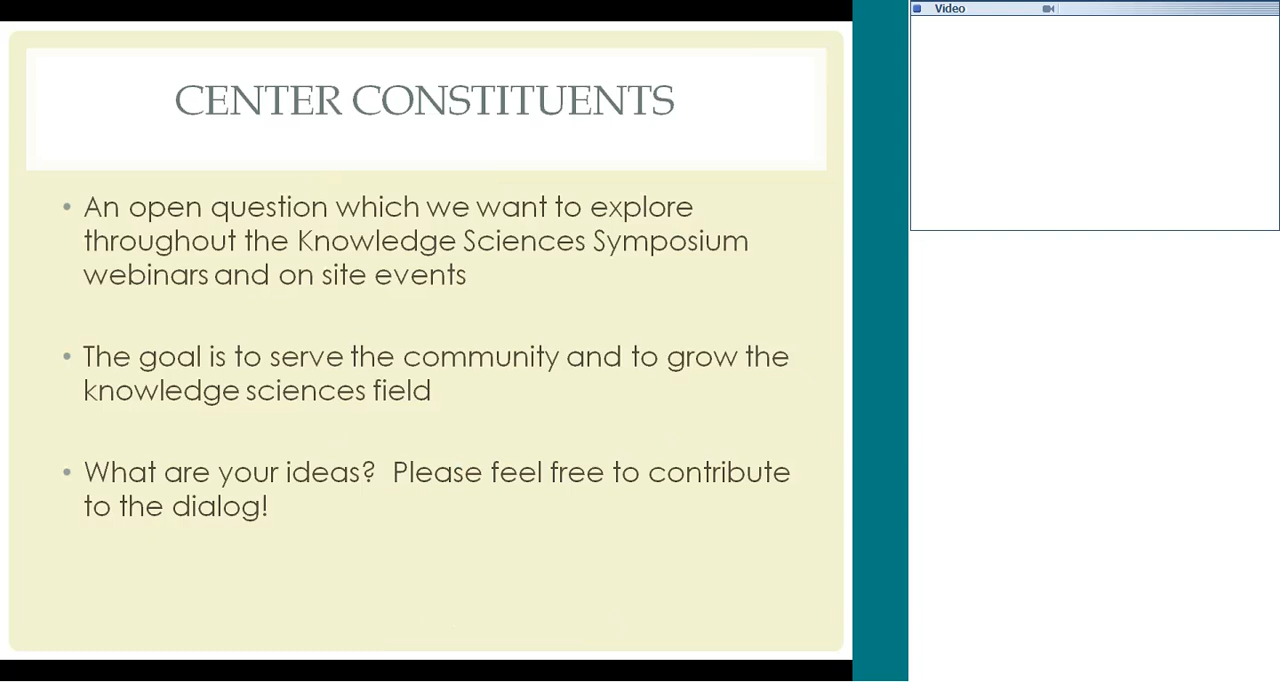 CENTER CONSTITUENTS
• An open question which we want to explore
throughout the Knowledge Sciences Symposium
webinars and on site events
• The goal is to serve the community and to grow the
knowledge sciences field
• What are your ideas?  Please feel free to contribute
to the dialog!
Video